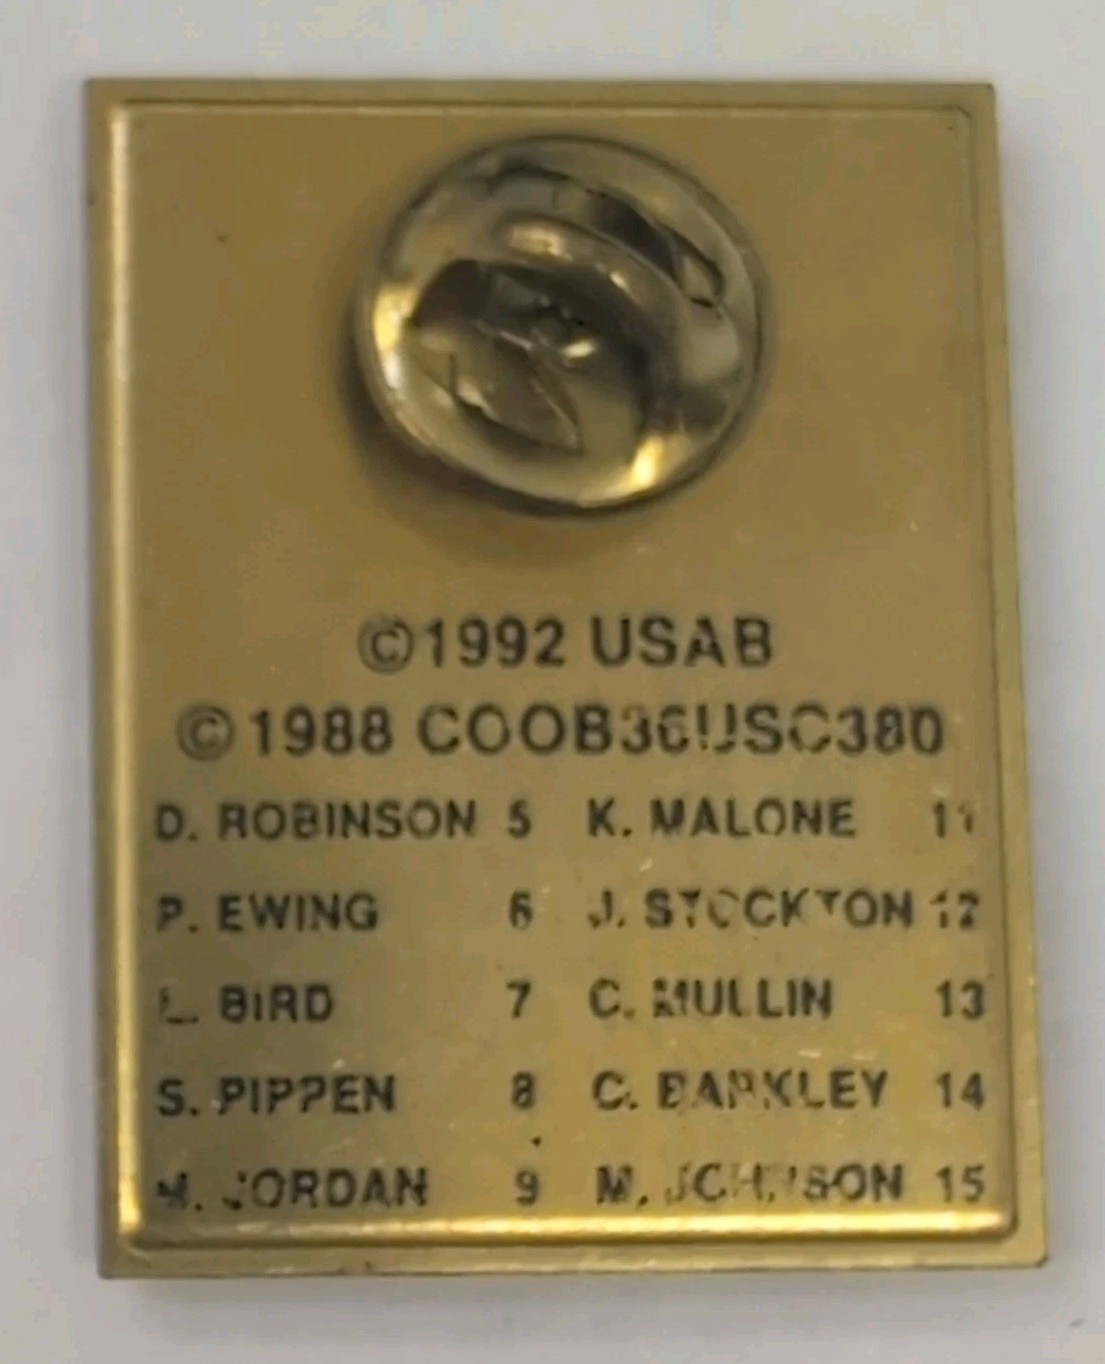 ©1992 USAB
©1988 COOB36USC380
D. ROBINSON 5 K. MALONE 11
P. EWING 6 J. STOCKTON 12
L. BIRD 7 C. MULLIN 13
S. PIPPEN 8 C. BARKLEY 14
M. JORDAN 9 M. JOHNSON 15